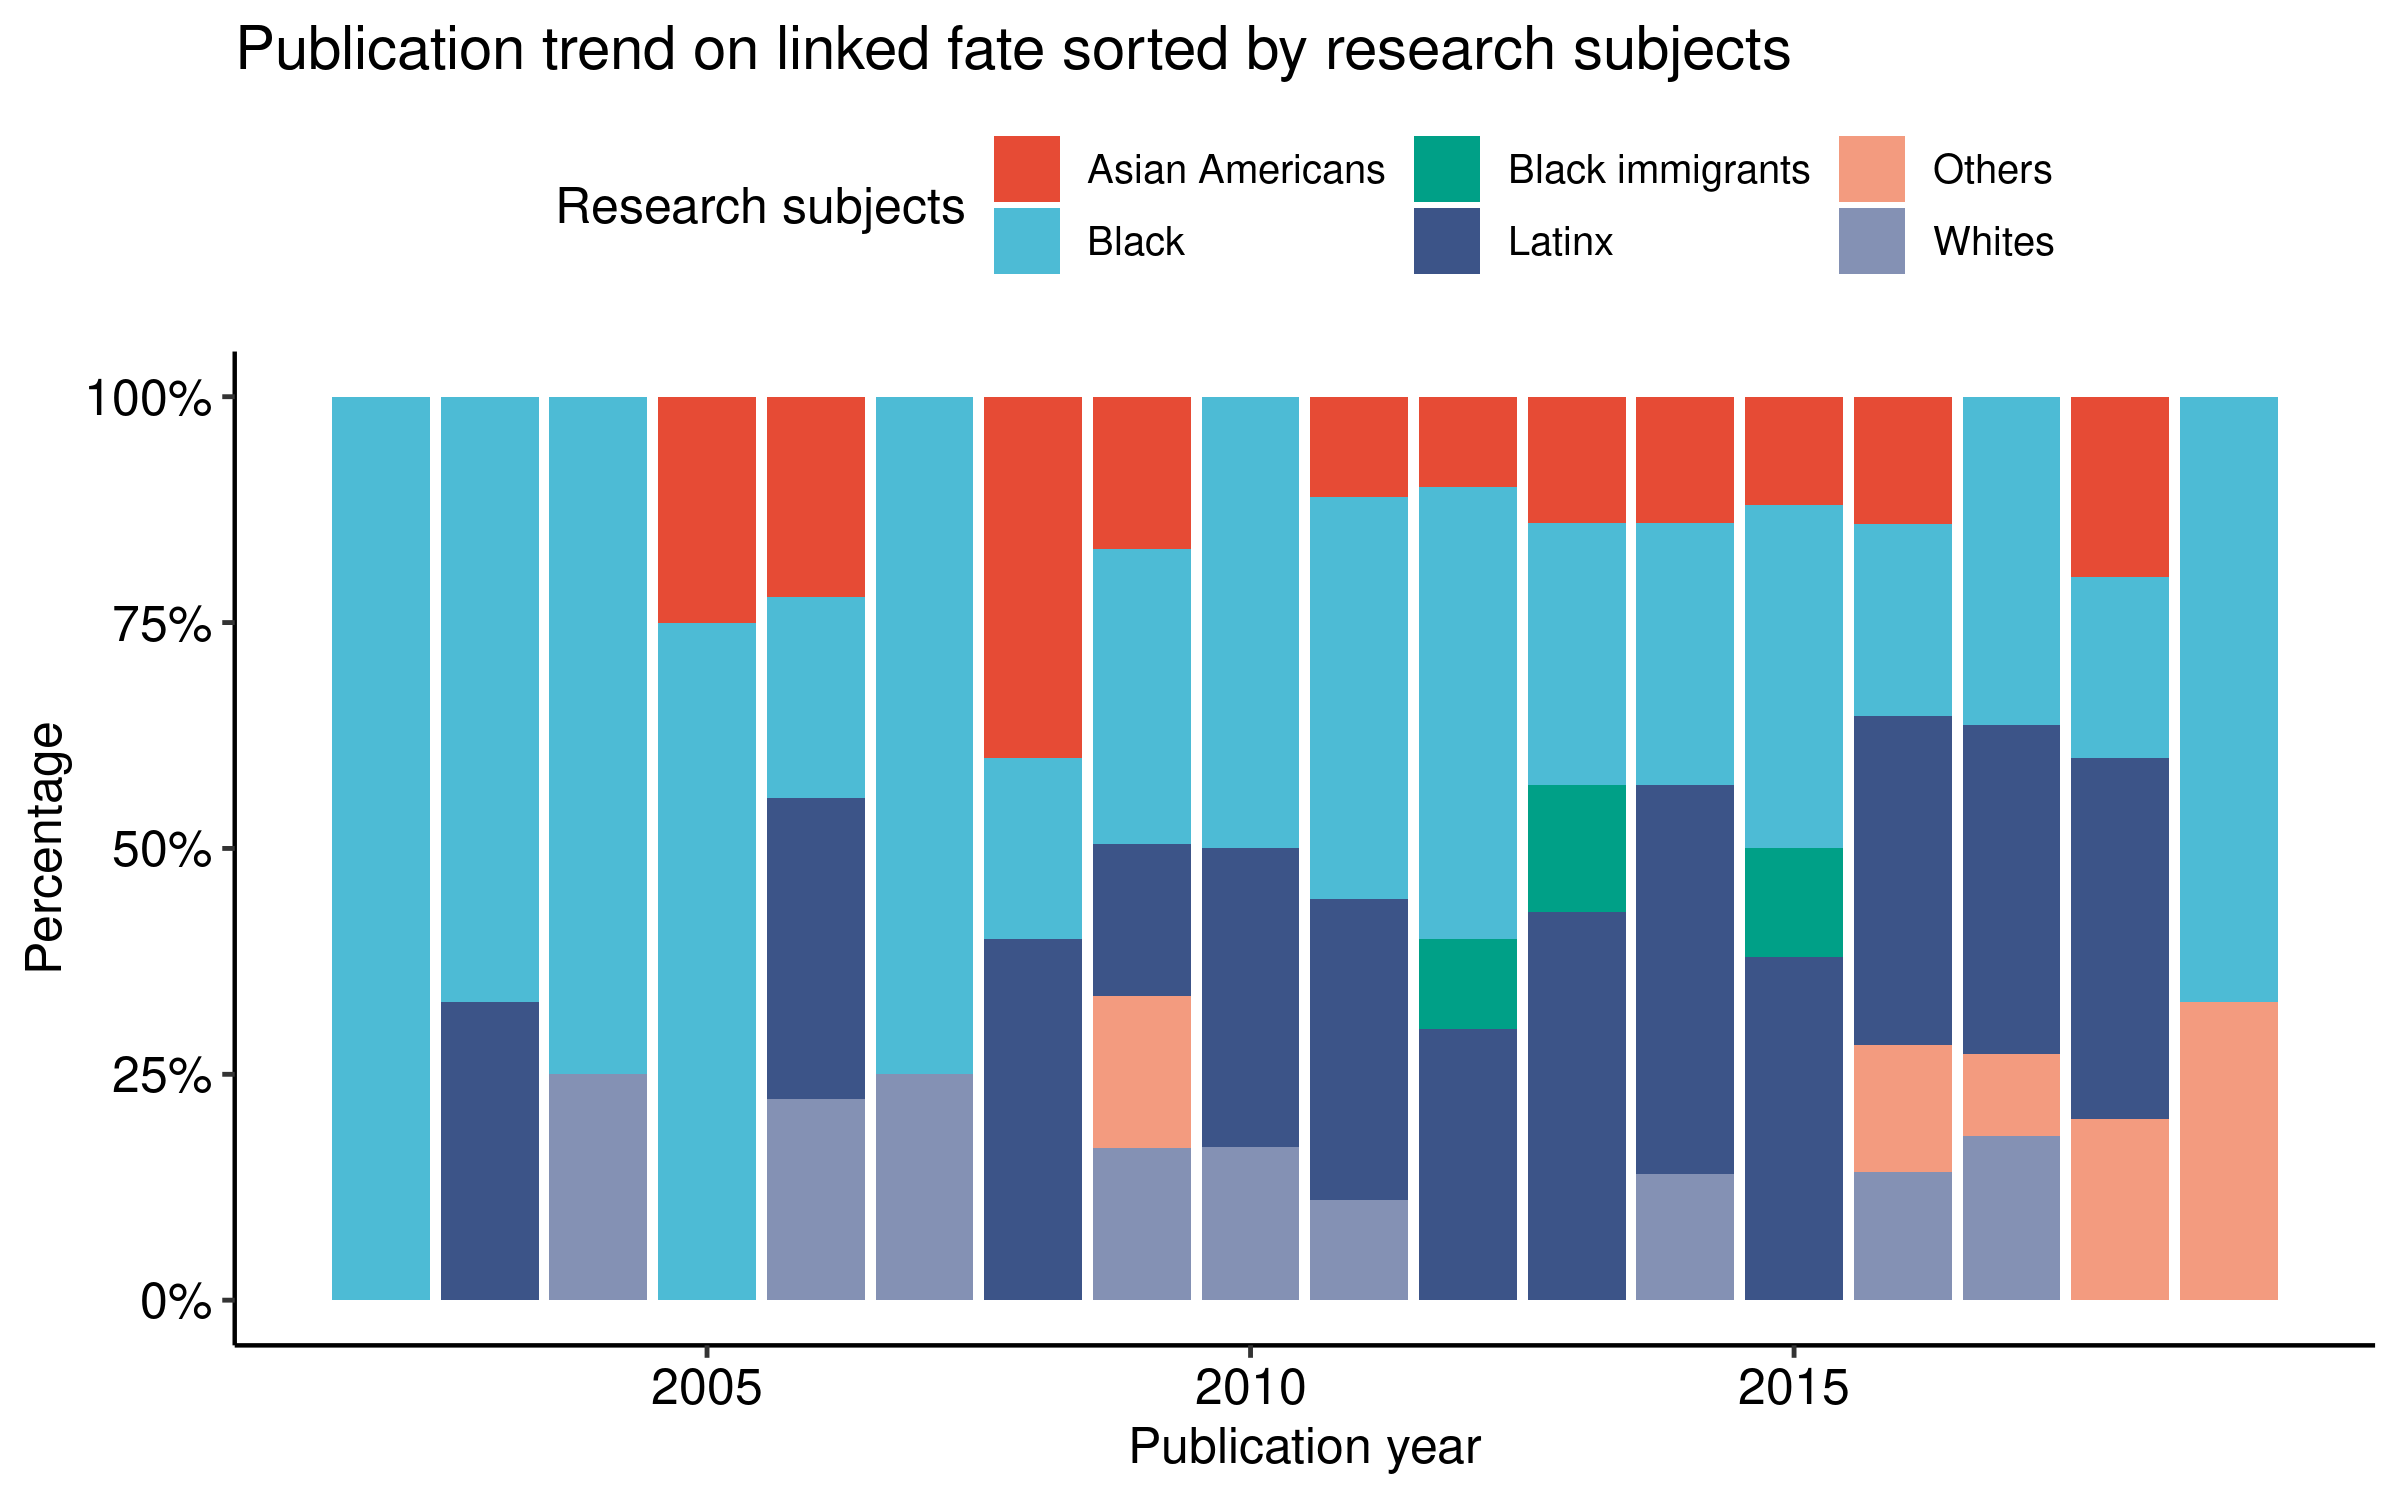 Publication trend on linked fate sorted by research subjects
Research subjects
Asian Americans
Black immigrants
Others
Black
Latinx
Whites
100%
75%
50%
25%
0%
Percentage
2005
2010
2015
Publication year